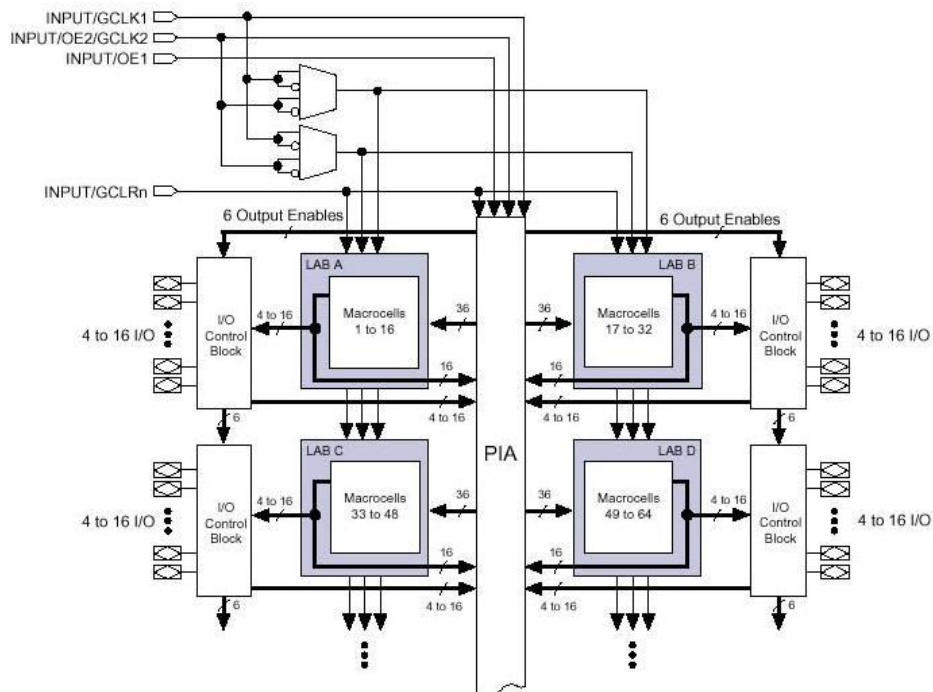 INPUT/GCLK1
INPUT/OE2/GCLK2
INPUT/OE1
INPUT/GCLRn
6 Output Enables
6 Output Enables
LAB A
LAB B
I/O
Control
Block
4 to 16
Macrocells
1 to 16
36
36
Macrocells
17 to 32
4 to 16
I/O
Control
Block
4 to 16 I/O
4 to 16 I/O
16
16
4 to 16
4 to 16
6
6
PIA
LAB C
LAB D
I/O
Control
Block
4 to 16
Macrocells
33 to 48
36
36
Macrocells
49 to 64
4 to 16
I/O
Control
Block
4 to 16 I/O
4 to 16 I/O
16
16
4 to 16
4 to 16
6
6